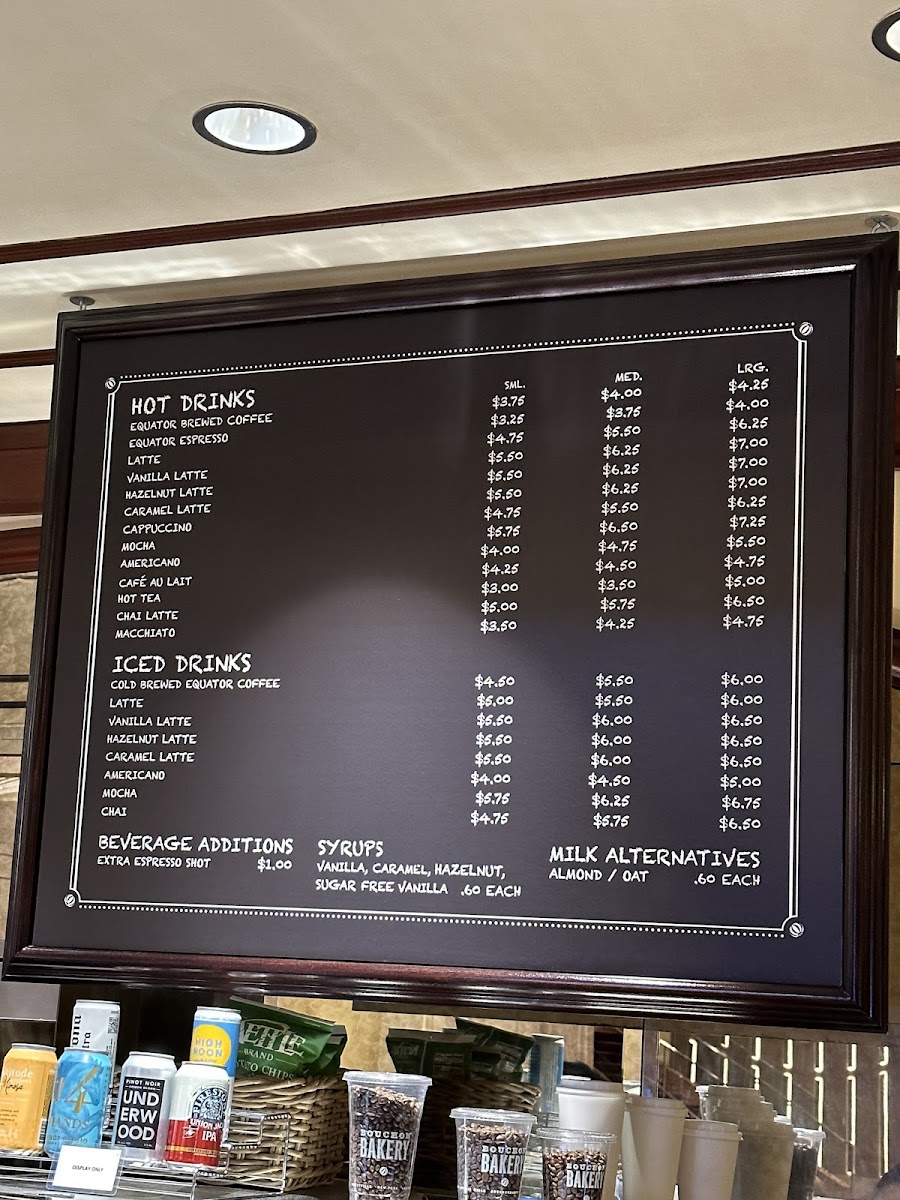 HOT DRINKS SML. MED. LRG.
EQUATOR BREWED COFFEE $3.75 $4.00 $4.25
EQUATOR ESPRESSO $3.25 $3.75 $4.00
LATTE $4.75 $5.50 $6.25
VANILLA LATTE $5.50 $6.25 $7.00
HAZELNUT LATTE $5.50 $6.25 $7.00
CARAMEL LATTE $5.50 $6.25 $7.00
CAPPUCCINO $4.75 $5.50 $6.25
MOCHA $5.75 $6.50 $7.25
AMERICANO $4.00 $4.75 $5.50
CAFÉ AU LAIT $4.25 $4.50 $4.75
HOT TEA $3.00 $3.50 $5.00
CHAI LATTE $5.00 $5.75 $6.50
MACCHIATO $3.50 $4.25 $4.75
ICED DRINKS
COLD BREWED EQUATOR COFFEE $4.50 $5.50 $6.00
LATTE $5.00 $5.50 $6.00
VANILLA LATTE $5.50 $6.00 $6.50
HAZELNUT LATTE $5.50 $6.00 $6.50
CARAMEL LATTE $5.50 $6.00 $6.50
AMERICANO $4.00 $4.50 $5.00
MOCHA $5.75 $6.25 $6.75
CHAI $4.75 $5.75 $6.50
BEVERAGE ADDITIONS
EXTRA ESPRESSO SHOT $1.00
SYRUPS
VANILLA, CARAMEL, HAZELNUT,
SUGAR FREE VANILLA .60 EACH
MILK ALTERNATIVES
ALMOND / OAT .60 EACH
HIGH
NOON
BRAND
PINOT NOIR
UND
ERW
OOD
UNION JACK
IPA
DISPLAY ONLY
BOUCHON
BAKERY
BOUCHON
BAKERY
BOUCHON
BAKERY